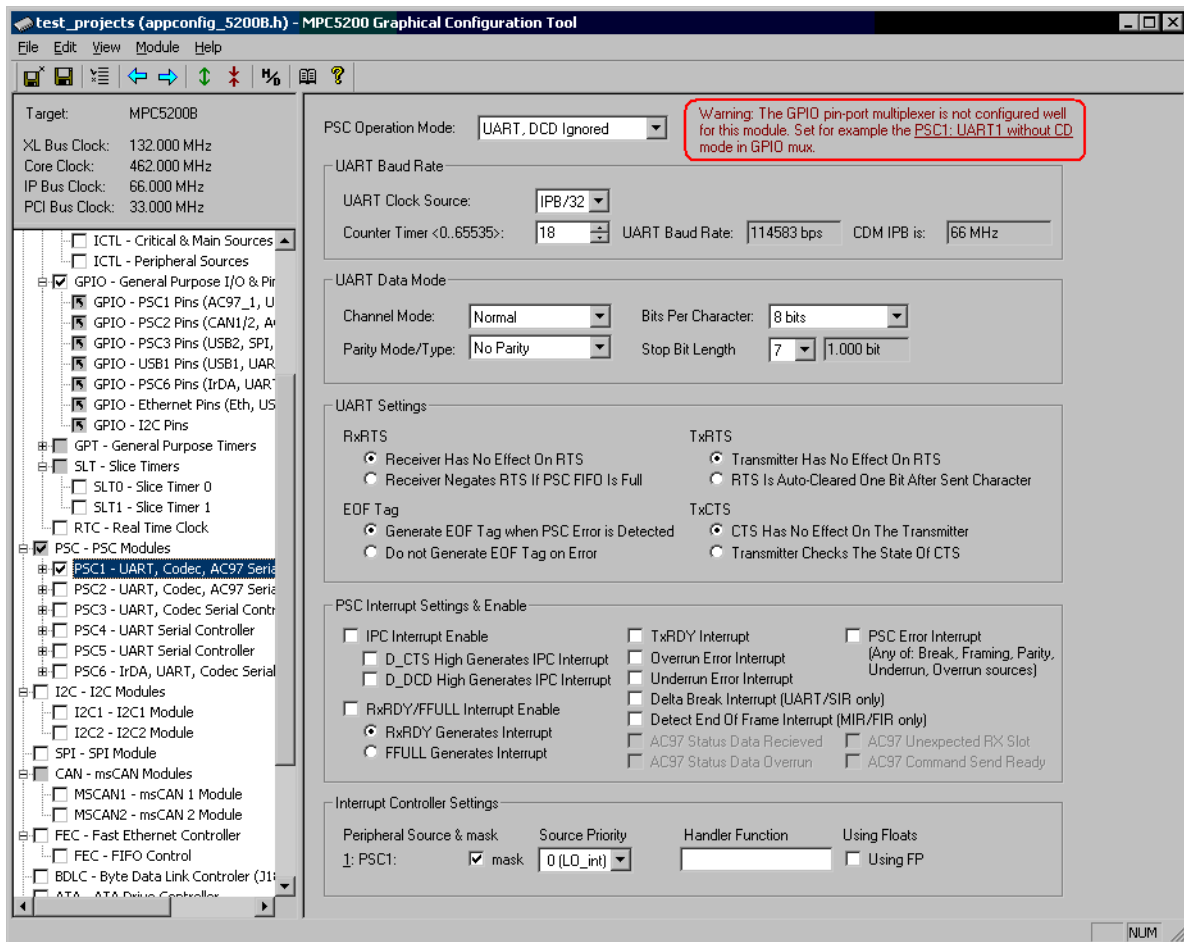 test_projects (appconfig_5200B.h) - MPC5200 Graphical Configuration Tool
File Edit View Module Help
H/D
Target: MPC5200B
XL Bus Clock: 132.000 MHz
Core Clock: 462.000 MHz
IP Bus Clock: 66.000 MHz
PCI Bus Clock: 33.000 MHz
ICTL - Critical & Main Sources
ICTL - Peripheral Sources
GPIO - General Purpose I/O & Pin
GPIO - PSC1 Pins (AC97_1, U
GPIO - PSC2 Pins (CAN1/2, A
GPIO - PSC3 Pins (USB2, SPI,
GPIO - USB1 Pins (USB1, UAR
GPIO - PSC6 Pins (IrDA, UAR
GPIO - Ethernet Pins (Eth, US
GPIO - I2C Pins
GPT - General Purpose Timers
SLT - Slice Timers
SLT0 - Slice Timer 0
SLT1 - Slice Timer 1
RTC - Real Time Clock
PSC - PSC Modules
PSC1 - UART, Codec, AC97 Seria
PSC2 - UART, Codec, AC97 Seria
PSC3 - UART, Codec Serial Contr
PSC4 - UART Serial Controller
PSC5 - UART Serial Controller
PSC6 - IrDA, UART, Codec Serial
I2C - I2C Modules
I2C1 - I2C1 Module
I2C2 - I2C2 Module
SPI - SPI Module
CAN - msCAN Modules
MSCAN1 - msCAN 1 Module
MSCAN2 - msCAN 2 Module
FEC - Fast Ethernet Controller
FEC - FIFO Control
BDLC - Byte Data Link Controler (J18
ATA - ATA Drive Controller
PSC Operation Mode: UART, DCD Ignored
Warning: The GPIO pin-port multiplexer is not configured well
for this module. Set for example the PSC1: UART1 without CD
mode in GPIO mux.
UART Baud Rate
UART Clock Source: IPB/32
Counter Timer <0..65535>: 18 UART Baud Rate: 114583 bps CDM IPB is: 66 MHz
UART Data Mode
Channel Mode: Normal Bits Per Character: 8 bits
Parity Mode/Type: No Parity Stop Bit Length 7 1.000 bit
UART Settings
RxRTS TxRTS
Receiver Has No Effect On RTS Transmitter Has No Effect On RTS
Receiver Negates RTS If PSC FIFO Is Full RTS Is Auto-Cleared One Bit After Sent Character
EOF Tag TxCTS
Generate EOF Tag when PSC Error is Detected CTS Has No Effect On The Transmitter
Do not Generate EOF Tag on Error Transmitter Checks The State Of CTS
PSC Interrupt Settings & Enable
IPC Interrupt Enable TxRDY Interrupt PSC Error Interrupt
D_CTS High Generates IPC Interrupt Overrun Error Interrupt (Any of: Break, Framing, Parity,
D_DCD High Generates IPC Interrupt Underrun Error Interrupt Underrun, Overrun sources)
Delta Break Interrupt (UART/SIR only)
RxRDY/FFULL Interrupt Enable Detect End Of Frame Interrupt (MIR/FIR only)
RxRDY Generates Interrupt AC97 Status Data Recieved AC97 Unexpected RX Slot
FFULL Generates Interrupt AC97 Status Data Overrun AC97 Command Send Ready
Interrupt Controller Settings
Peripheral Source & mask Source Priority Handler Function Using Floats
1: PSC1: mask 0 (LO_int) Using FP
NUM